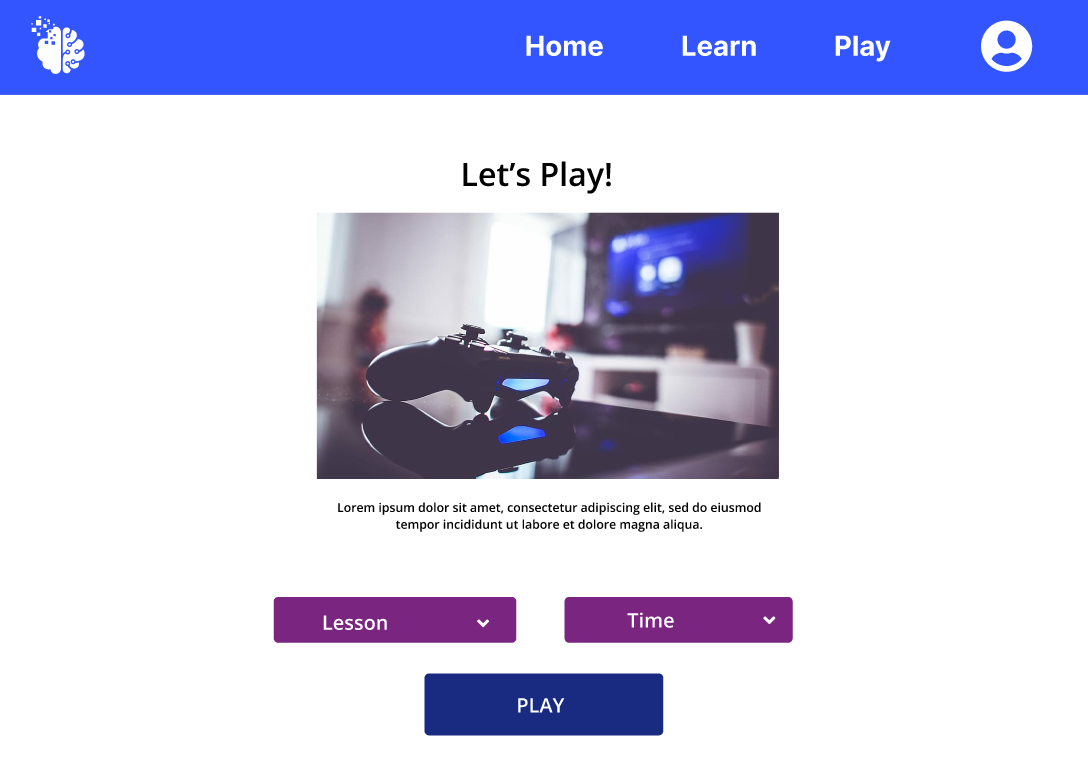 Home Learn Play
Let’s Play!
Lorem ipsum dolor sit amet, consectetur adipiscing elit, sed do eiusmod
tempor incididunt ut labore et dolore magna aliqua.
Lesson Time
PLAY